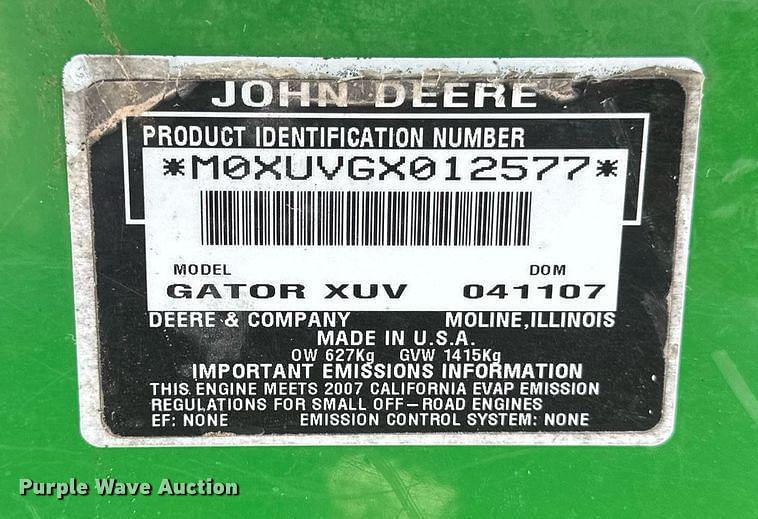 JOHN DEERE
PRODUCT IDENTIFICATION NUMBER
*M0XUVGX012577*
MODEL DOM
GATOR XUV 041107
DEERE & COMPANY MOLINE,ILLINOIS
MADE IN U.S.A.
OW 627Kg GVW 1415Kg
IMPORTANT EMISSIONS INFORMATION
THIS ENGINE MEETS 2007 CALIFORNIA EVAP EMISSION
REGULATIONS FOR SMALL OFF-ROAD ENGINES
EF: NONE EMISSION CONTROL SYSTEM: NONE
Purple Wave Auction